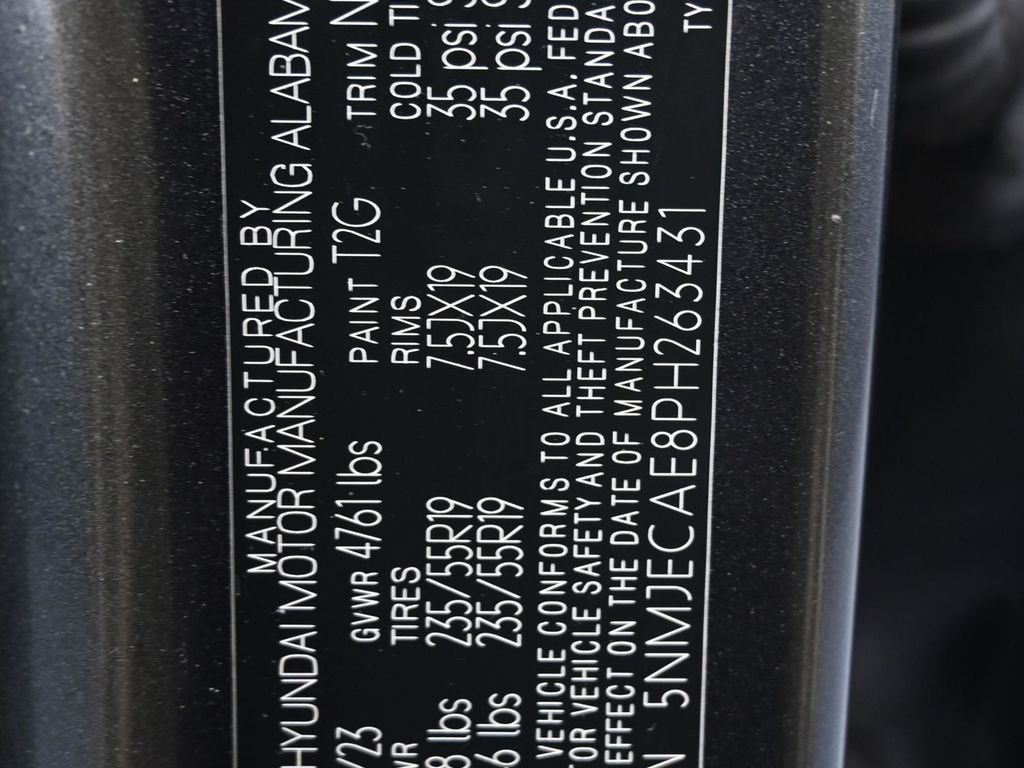 MANUFACTURED BY
HYUNDAI MOTOR MANUFACTURING ALABAM
/23 GVWR 4761 lbs PAINT T2G TRIM N
WR TIRES RIMS COLD TI
8 lbs 235/55R19 7.5JX19 35 psi
6 lbs 235/55R19 7.5JX19 35 psi
VEHICLE CONFORMS TO ALL APPLICABLE U.S.A. FED
TOR VEHICLE SAFETY AND THEFT PREVENTION STANDA
EFFECT ON THE DATE OF MANUFACTURE SHOWN ABO
N 5NMJECAE8PH263431 TY